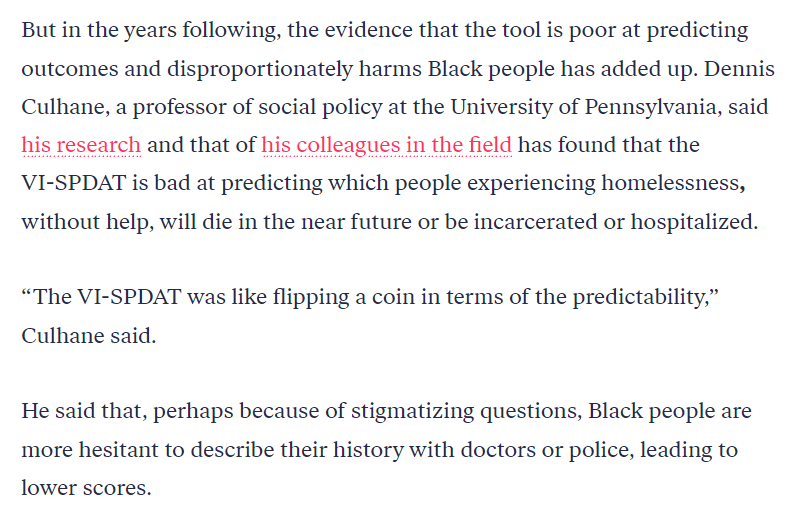 But in the years following, the evidence that the tool is poor at predicting
outcomes and disproportionately harms Black people has added up. Dennis
Culhane, a professor of social policy at the University of Pennsylvania, said
his research and that of his colleagues in the field has found that the
VI-SPDAT is bad at predicting which people experiencing homelessness,
without help, will die in the near future or be incarcerated or hospitalized.
“The VI-SPDAT was like flipping a coin in terms of the predictability,”
Culhane said.
He said that, perhaps because of stigmatizing questions, Black people are
more hesitant to describe their history with doctors or police, leading to
lower scores.